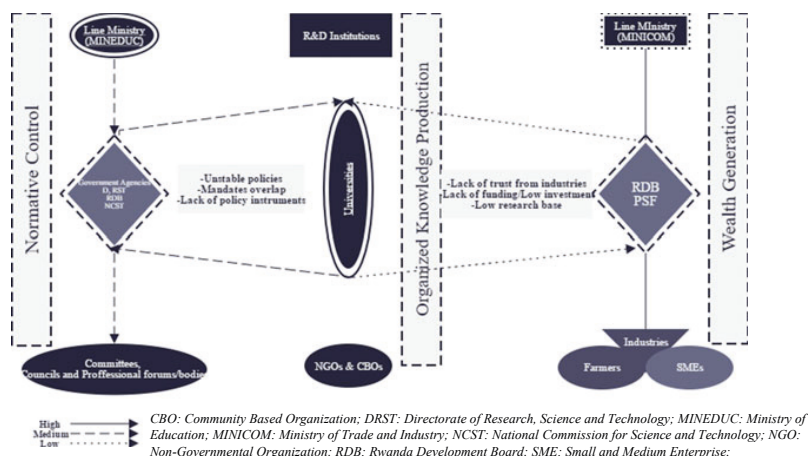 Line Ministry
(MINEDUC)
R&D Institutions
Line MInistry
(MINICOM)
Normative Control
Government Agencies
D, RST
RDB
NCST
-Unstable policies
-Mandates overlap
-Lack of policy instruments
Universities
Organized Knowledge Production
-Lack of trust from industries
-Lack of funding/Low investment
-Low research base
RDB
PSF
Wealth Generation
Committees,
Councils and Proffessional forums/bodie
NGOs & CBOs
Industries
Farmers
SMEs
High
Medium
Low
CBO: Community Based Organization; DRST: Directorate of Research, Science and Technology; MINEDUC: Ministry of
Education; MINICOM: Ministry of Trade and Industry; NCST: National Commission for Science and Technology; NGO:
Non-Governmental Organization; RDB: Rwanda Development Board; SME: Small and Medium Enterprise;